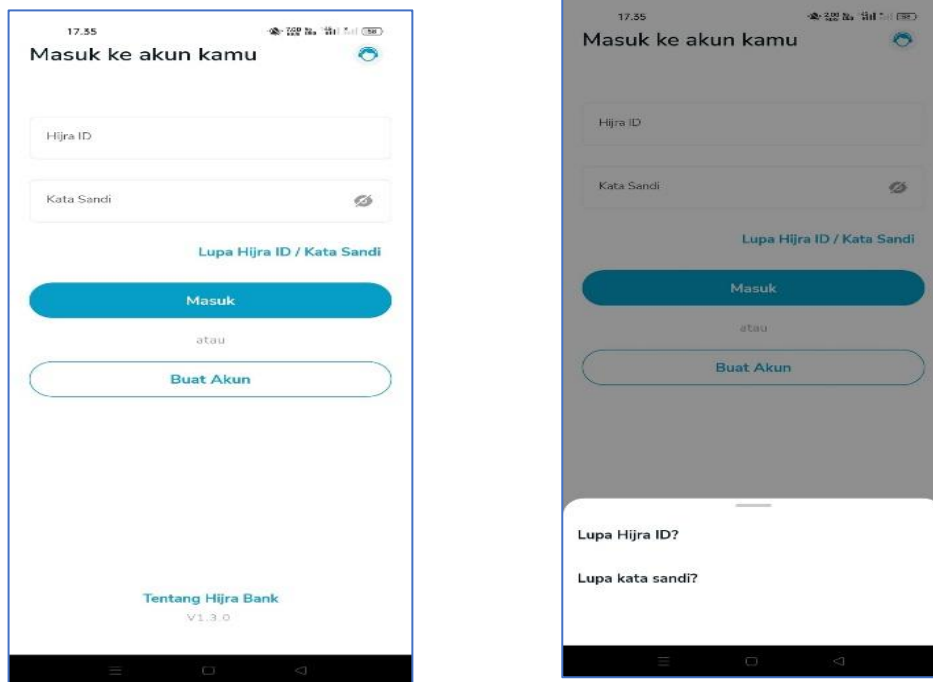 17.35
58
Masuk ke akun kamu
Hijra ID
Kata Sandi
Lupa Hijra ID / Kata Sandi
Masuk
atau
Buat Akun
Tentang Hijra Bank
V1.3.0
17.35
Masuk ke akun kamu
Hijra ID
Kata Sandi
Lupa Hijra ID / Kata Sandi
Masuk
atau
Buat Akun
Lupa Hijra ID?
Lupa kata sandi?